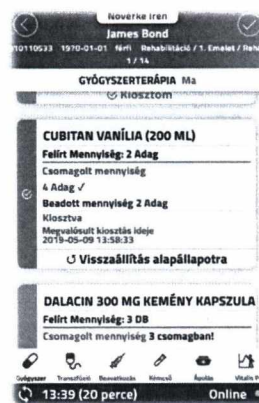 Nővérke Irén
James Bond
10110533 1970-01-01 férfi Rehabilitáció / 1. Emelet / Reha
1 / 14
GYÓGYSZERTERÁPIA Ma
Kiosztom
CUBITAN VANÍLIA (200 ML)
Felírt Mennyiség: 2 Adag
Csomagolt mennyiség
4 Adag ✓
Beadott mennyiség 2 Adag
Kiosztva
Megvalósult kiosztás ideje
2019-05-09 13:58:33
↺ Visszaállítás alapállapotra
DALACIN 300 MG KEMÉNY KAPSZULA
Felírt Mennyiség: 3 DB
Csomagolt mennyiség 3 csomagban!
Gyógyszer Transzfúzió Beavatkozás Kémcső Ápolás Vitális P
13:39 (20 perce) Online